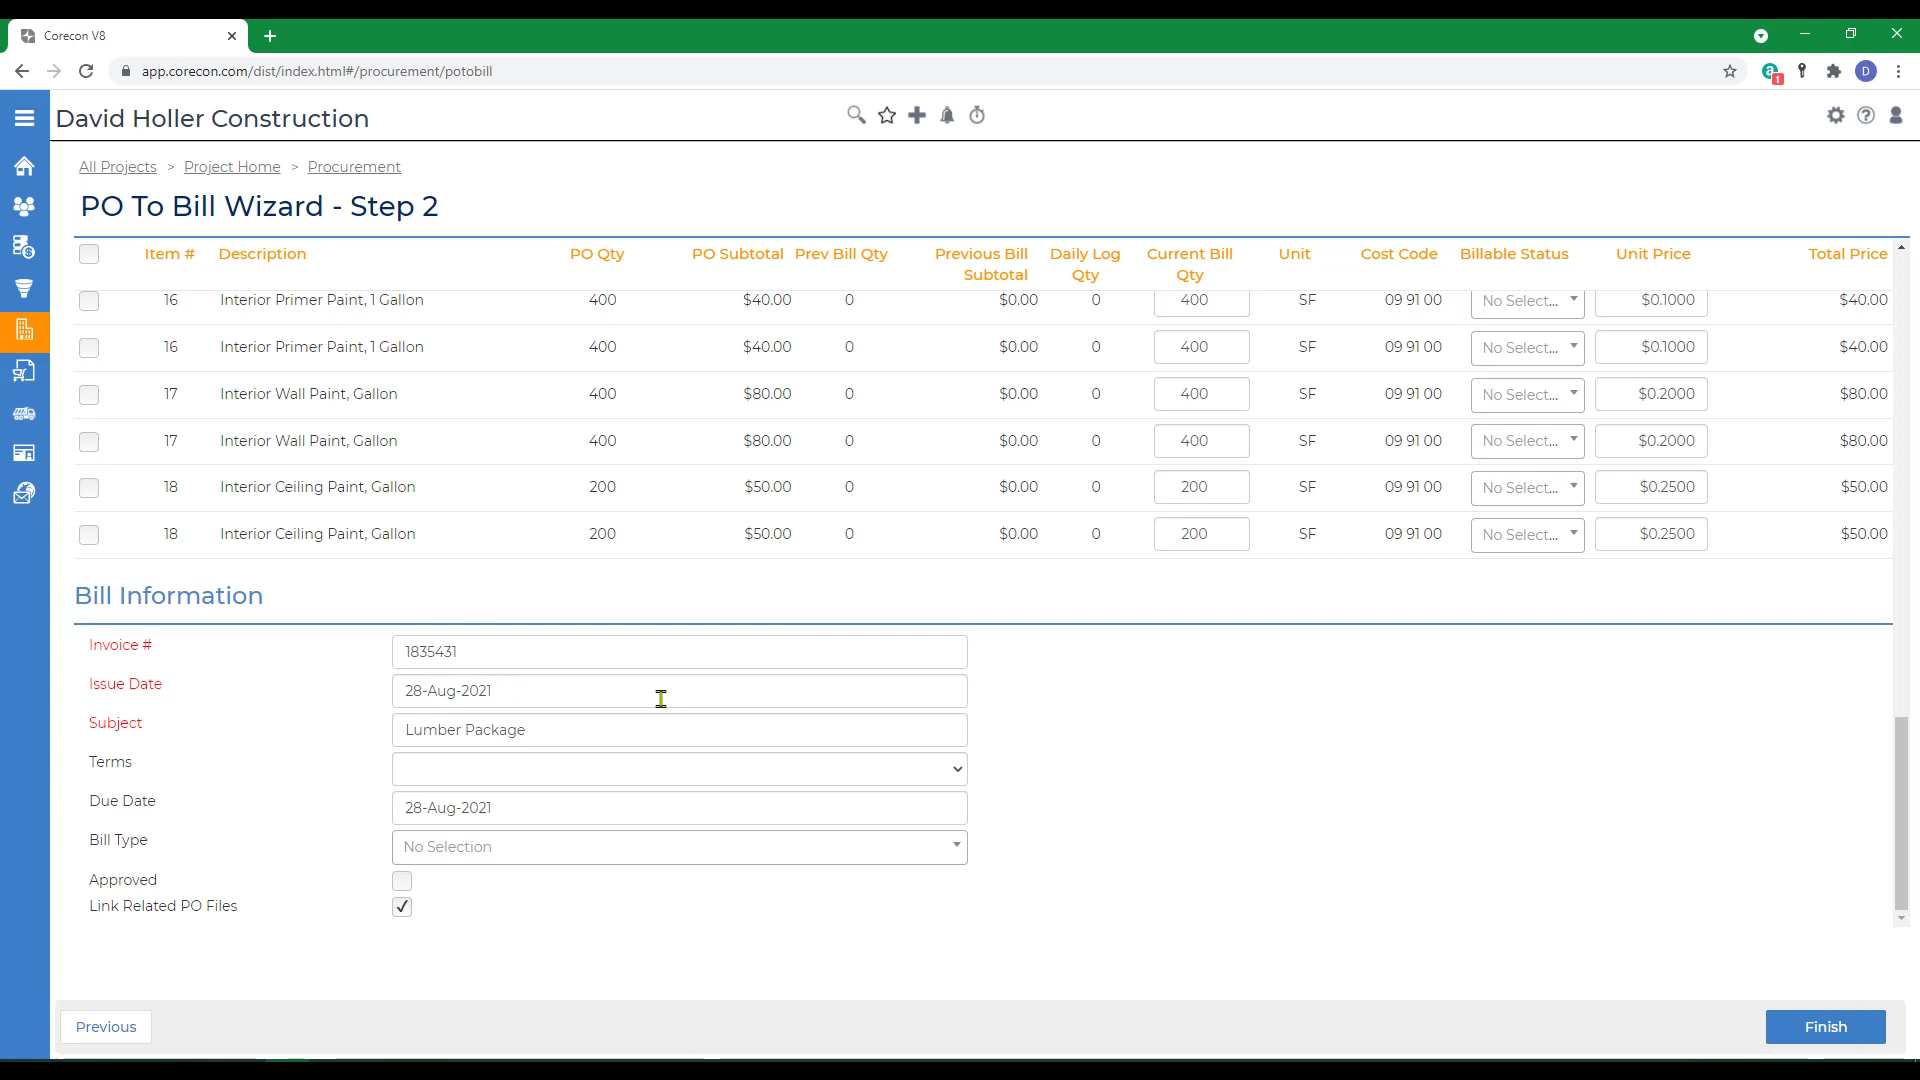 Corecon V8
app.corecon.com/dist/index.html#/procurement/potobill
1
D
David Holler Construction
All Projects > Project Home > Procurement
PO To Bill Wizard - Step 2
Item # Description PO Qty PO Subtotal Prev Bill Qty Previous Bill Subtotal Daily Log Qty Current Bill Qty Unit Cost Code Billable Status Unit Price Total Price
16 Interior Primer Paint, 1 Gallon 400 $40.00 0 $0.00 0 400 SF 09 91 00 No Select... $0.1000 $40.00
16 Interior Primer Paint, 1 Gallon 400 $40.00 0 $0.00 0 400 SF 09 91 00 No Select... $0.1000 $40.00
17 Interior Wall Paint, Gallon 400 $80.00 0 $0.00 0 400 SF 09 91 00 No Select... $0.2000 $80.00
17 Interior Wall Paint, Gallon 400 $80.00 0 $0.00 0 400 SF 09 91 00 No Select... $0.2000 $80.00
18 Interior Ceiling Paint, Gallon 200 $50.00 0 $0.00 0 200 SF 09 91 00 No Select... $0.2500 $50.00
18 Interior Ceiling Paint, Gallon 200 $50.00 0 $0.00 0 200 SF 09 91 00 No Select... $0.2500 $50.00
Bill Information
Invoice # 1835431
Issue Date 28-Aug-2021
Subject Lumber Package
Terms
Due Date 28-Aug-2021
Bill Type No Selection
Approved
Link Related PO Files
Previous Finish